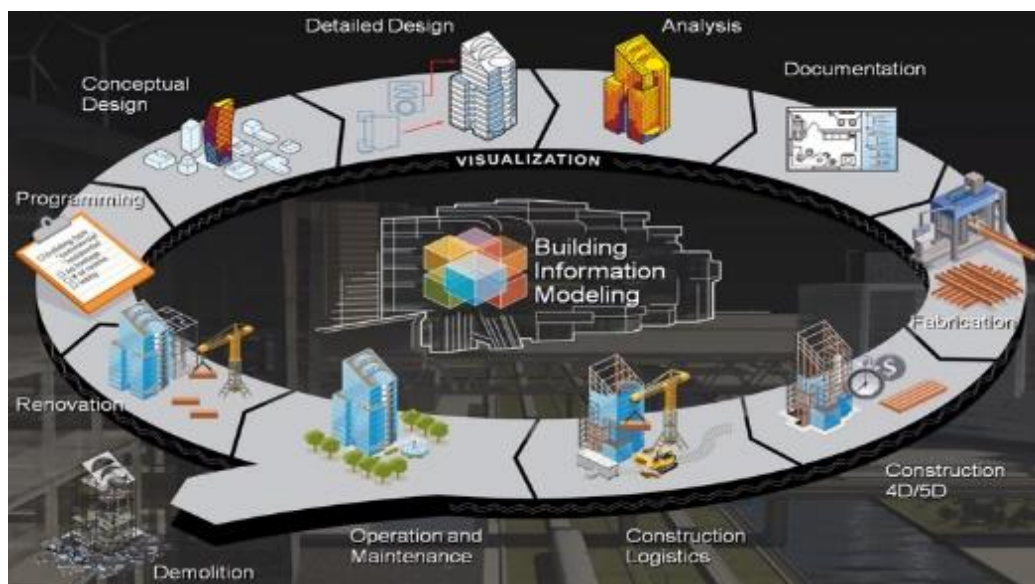 Detailed Design
Analysis
Conceptual
Design
Documentation
VISUALIZATION
Programming
Building
Information
Modeling
Fabrication
Renovation
Construction
4D/5D
Operation and
Maintenance
Construction
Logistics
Demolition
$